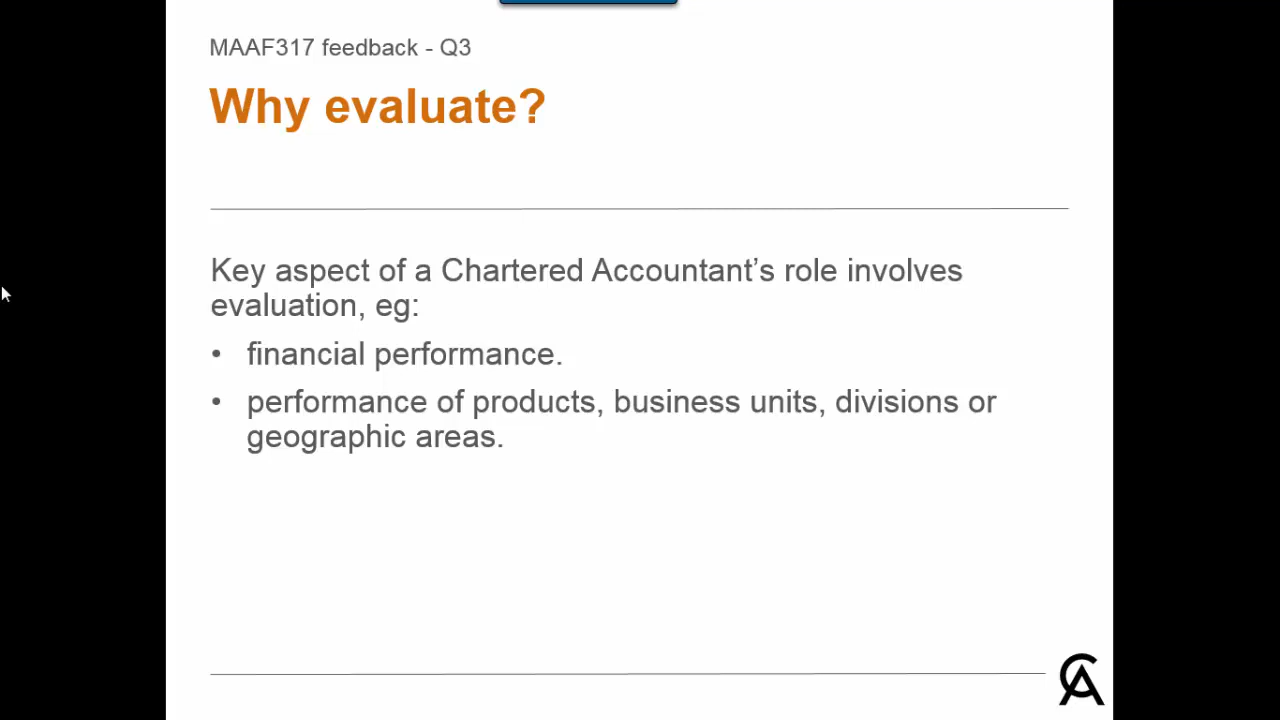 MAAF317 feedback - Q3
Why evaluate?
Key aspect of a Chartered Accountant’s role involves
evaluation, eg:
• financial performance.
• performance of products, business units, divisions or
geographic areas.
CA